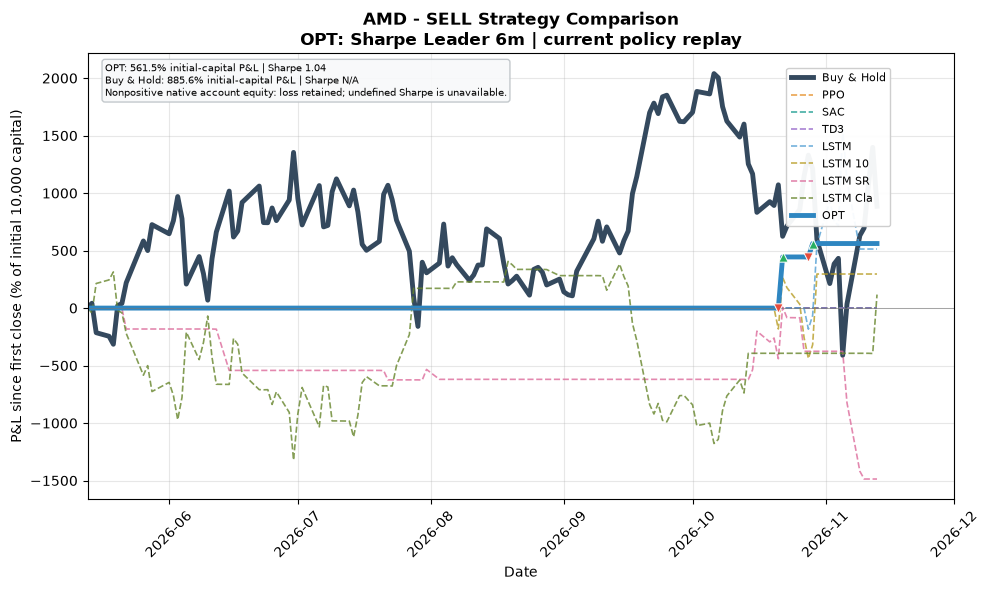 AMD - SELL Strategy Comparison
OPT: Sharpe Leader 6m | current policy replay
OPT: 561.5% initial-capital P&L | Sharpe 1.04
Buy & Hold: 885.6% initial-capital P&L | Sharpe N/A
Nonpositive native account equity: loss retained; undefined Sharpe is unavailable.
Buy & Hold
PPO
SAC
TD3
LSTM
LSTM 10
LSTM SR
LSTM Cla
OPT
P&L since first close (% of initial 10,000 capital)
2000
1500
1000
500
0
−500
−1000
−1500
2026-06
2026-07
2026-08
2026-09
2026-10
2026-11
2026-12
Date